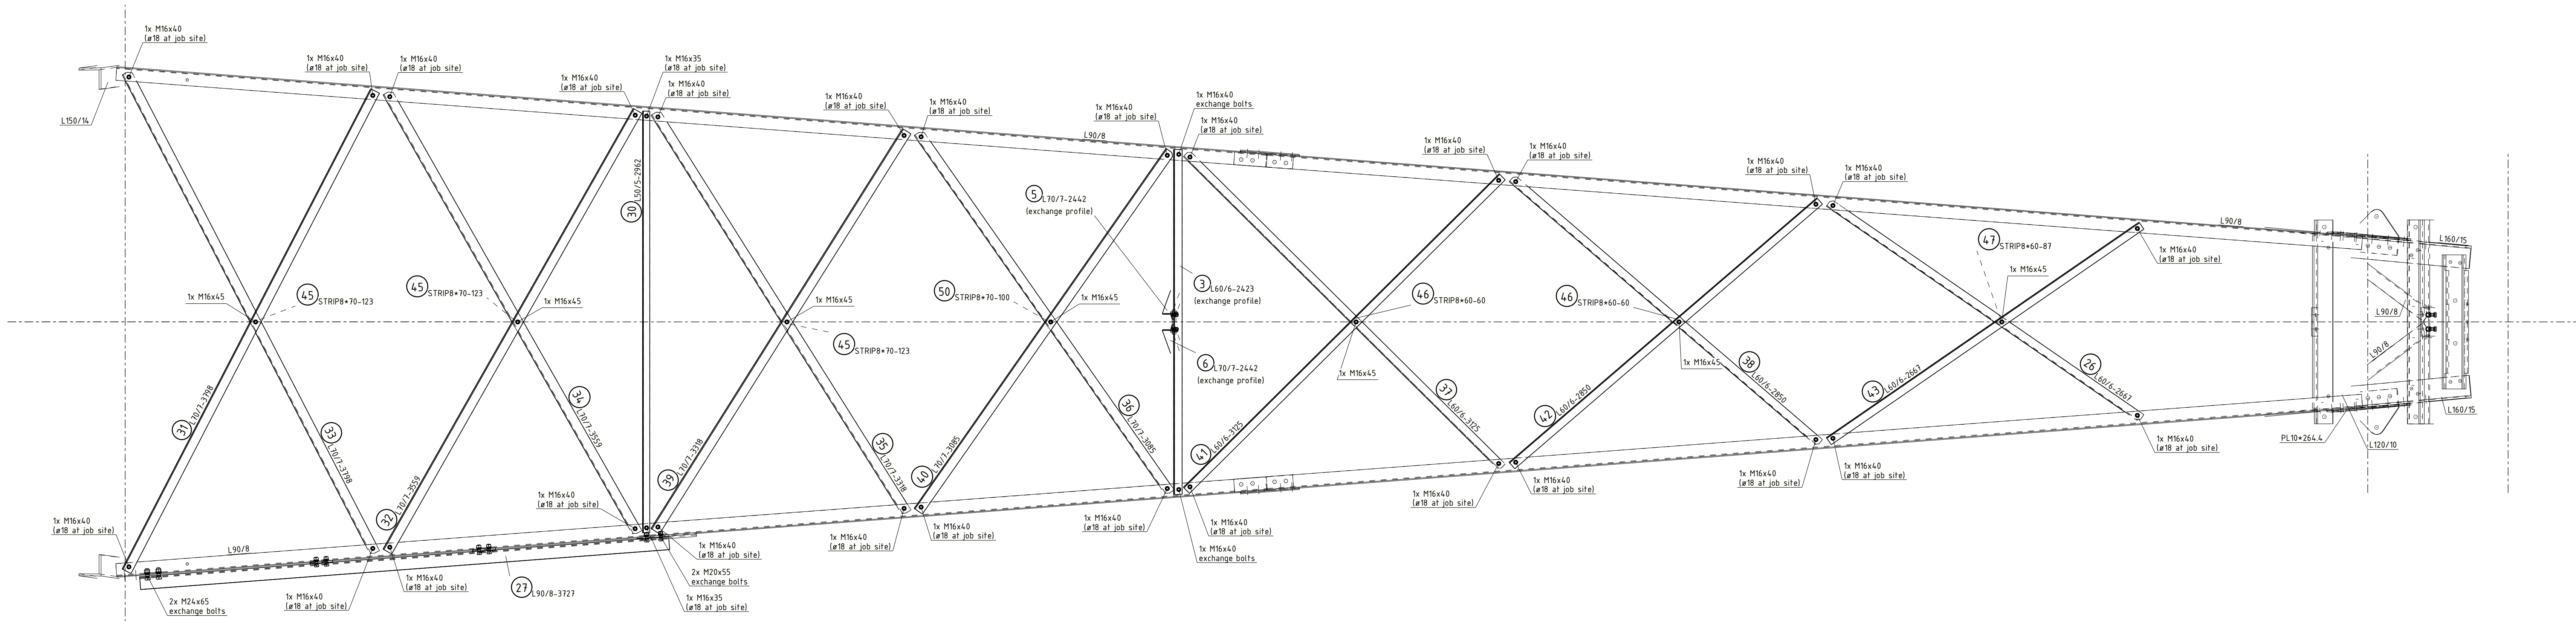 1x M16x40
(ø18 at job site)
1x M16x40
(ø18 at job site)
1x M16x40
(ø18 at job site)
1x M16x40
(ø18 at job site)
1x M16x35
(ø18 at job site)
1x M16x40
(ø18 at job site)
1x M16x40
(ø18 at job site)
1x M16x40
(ø18 at job site)
1x M16x40
(ø18 at job site)
1x M16x40
exchange bolts
1x M16x40
(ø18 at job site)
1x M16x40
(ø18 at job site)
1x M16x40
(ø18 at job site)
1x M16x40
(ø18 at job site)
1x M16x40
(ø18 at job site)
L150/14
L90/8
L90/8
L160/15
30 L50/5-2962
5 L70/7-2442
(exchange profile)
3 L60/6-2423
(exchange profile)
6 L70/7-2442
(exchange profile)
47 STRIP8*60-87
1x M16x45
1x M16x40
(ø18 at job site)
1x M16x45
45 STRIP8*70-123
45 STRIP8*70-123
1x M16x45
1x M16x45
45 STRIP8*70-123
50 STRIP8*70-100
1x M16x45
46 STRIP8*60-60
1x M16x45
46 STRIP8*60-60
1x M16x45
L90/8
L90/8
31 L70/7-3798
33 L70/7-3798
32 L70/7-3559
34 L70/7-3559
39 L70/7-3318
35 L70/7-3318
40 L70/7-3085
36 L70/7-3085
41 L60/6-3125
37 L60/6-3125
42 L60/6-2850
38 L60/6-2850
43 L60/6-2667
26 L60/6-2667
L160/15
PL10*264.4
L120/10
1x M16x40
(ø18 at job site)
L90/8
2x M24x65
exchange bolts
1x M16x40
(ø18 at job site)
1x M16x40
(ø18 at job site)
27 L90/8-3727
1x M16x40
(ø18 at job site)
1x M16x40
(ø18 at job site)
2x M20x55
exchange bolts
1x M16x35
(ø18 at job site)
1x M16x40
(ø18 at job site)
1x M16x40
(ø18 at job site)
1x M16x40
(ø18 at job site)
1x M16x40
(ø18 at job site)
1x M16x40
exchange bolts
1x M16x40
(ø18 at job site)
1x M16x40
(ø18 at job site)
1x M16x40
(ø18 at job site)
1x M16x40
(ø18 at job site)
1x M16x40
(ø18 at job site)